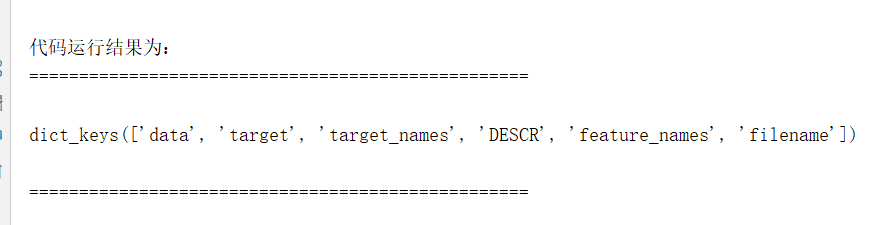 代码运行结果为:
==================================================
dict_keys(['data', 'target', 'target_names', 'DESCR', 'feature_names', 'filename'])
==================================================